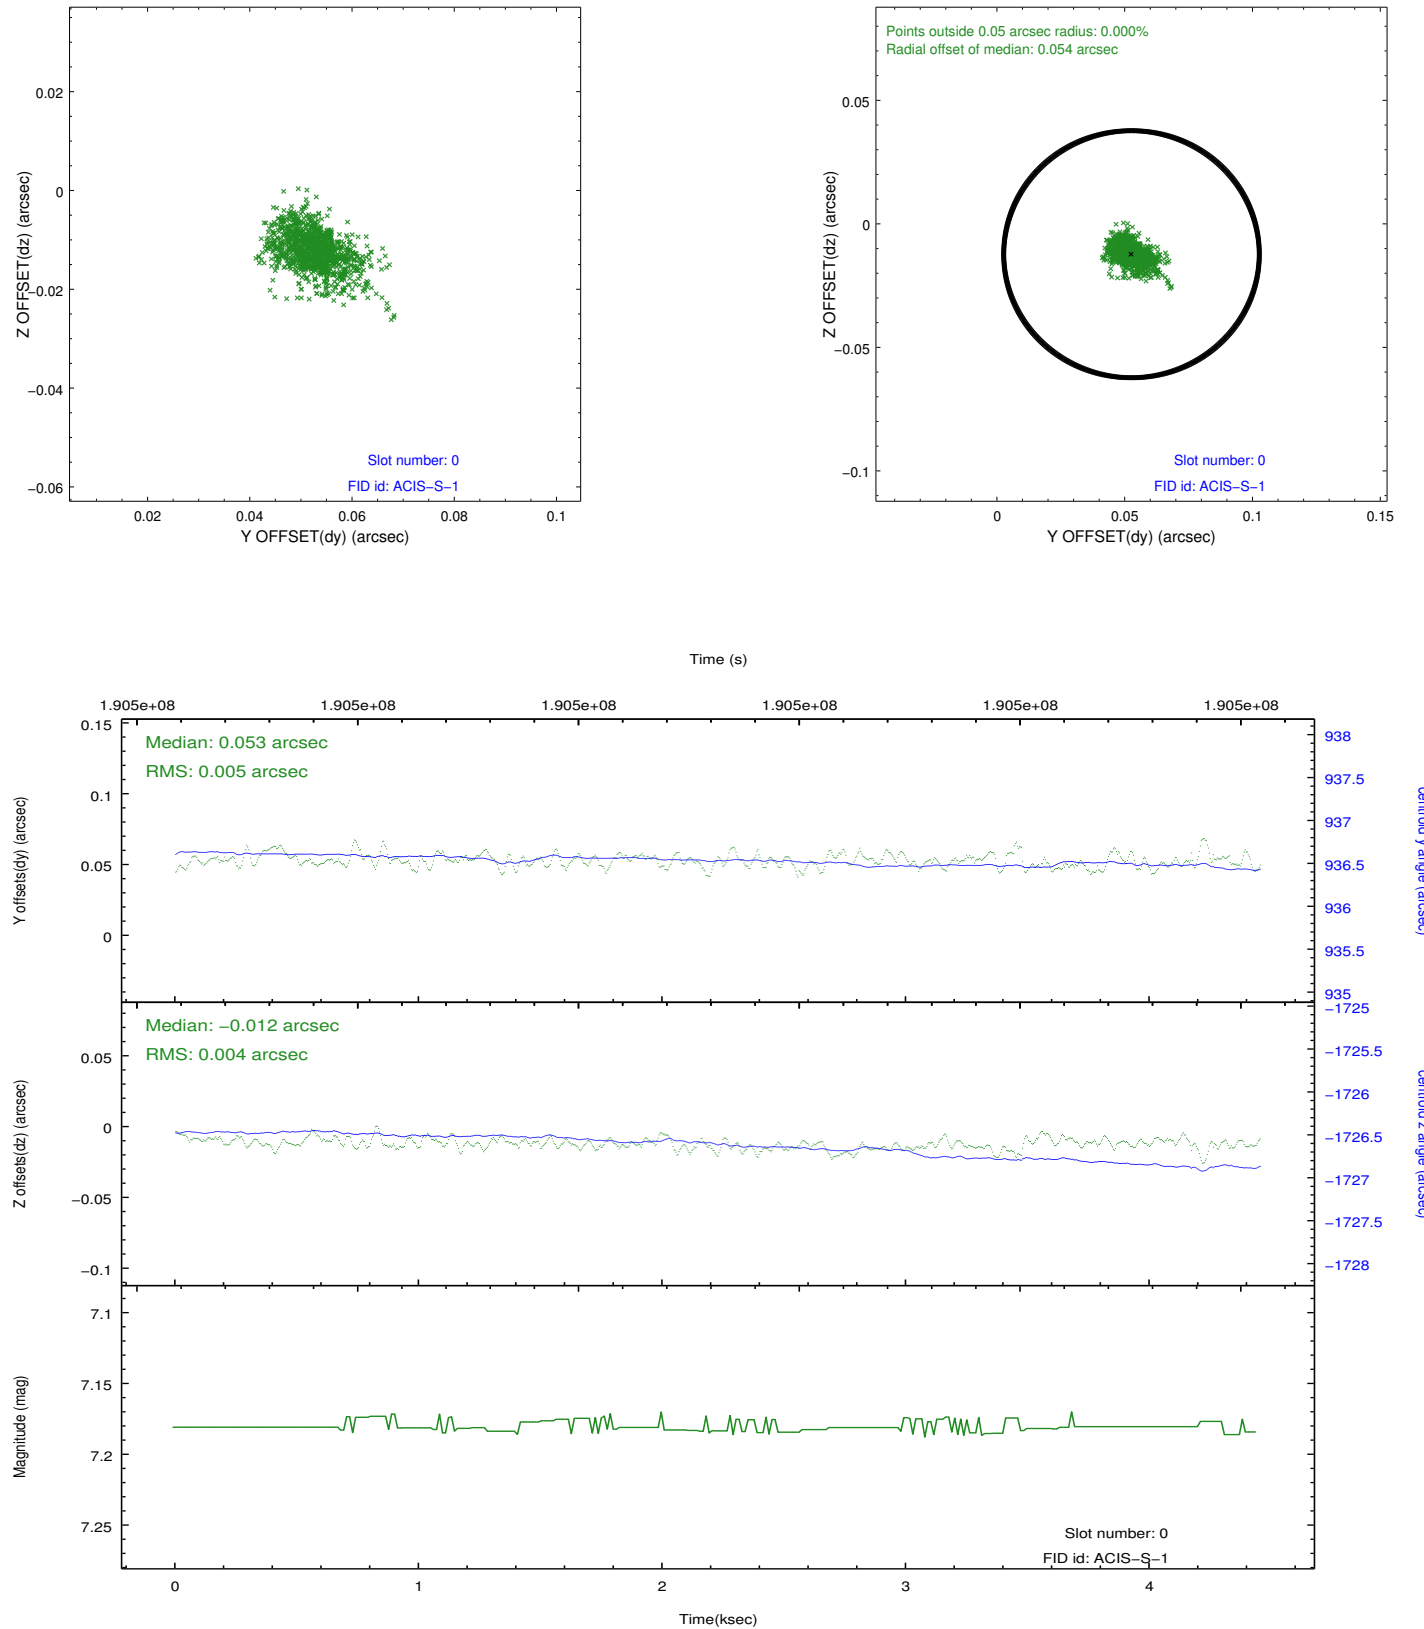 0.02
0
−0.02
−0.04
−0.06
Z OFFSET(dz) (arcsec)
Slot number: 0
FID id: ACIS−S−1
0.02
0.04
0.06
0.08
0.1
Y OFFSET(dy) (arcsec)
Points outside 0.05 arcsec radius: 0.000%
Radial offset of median: 0.054 arcsec
0.05
0
−0.05
−0.1
Z OFFSET(dz) (arcsec)
Slot number: 0
FID id: ACIS−S−1
0
0.05
0.1
0.15
Y OFFSET(dy) (arcsec)
Time (s)
1.905e+08
1.905e+08
1.905e+08
1.905e+08
1.905e+08
1.905e+08
0.15
0.1
0.05
0
Y offsets(dy) (arcsec)
Median: 0.053 arcsec
RMS: 0.005 arcsec
938
937.5
937
936.5
936
935.5
935
centroid y angle (arcsec)
0.05
0
−0.05
−0.1
Z offsets(dz) (arcsec)
Median: −0.012 arcsec
RMS: 0.004 arcsec
−1725
−1725.5
−1726
−1726.5
−1727
−1727.5
−1728
centroid z angle (arcsec)
7.1
7.15
7.2
7.25
Magnitude (mag)
Slot number: 0
FID id: ACIS−S−1
0
1
2
3
4
Time(ksec)